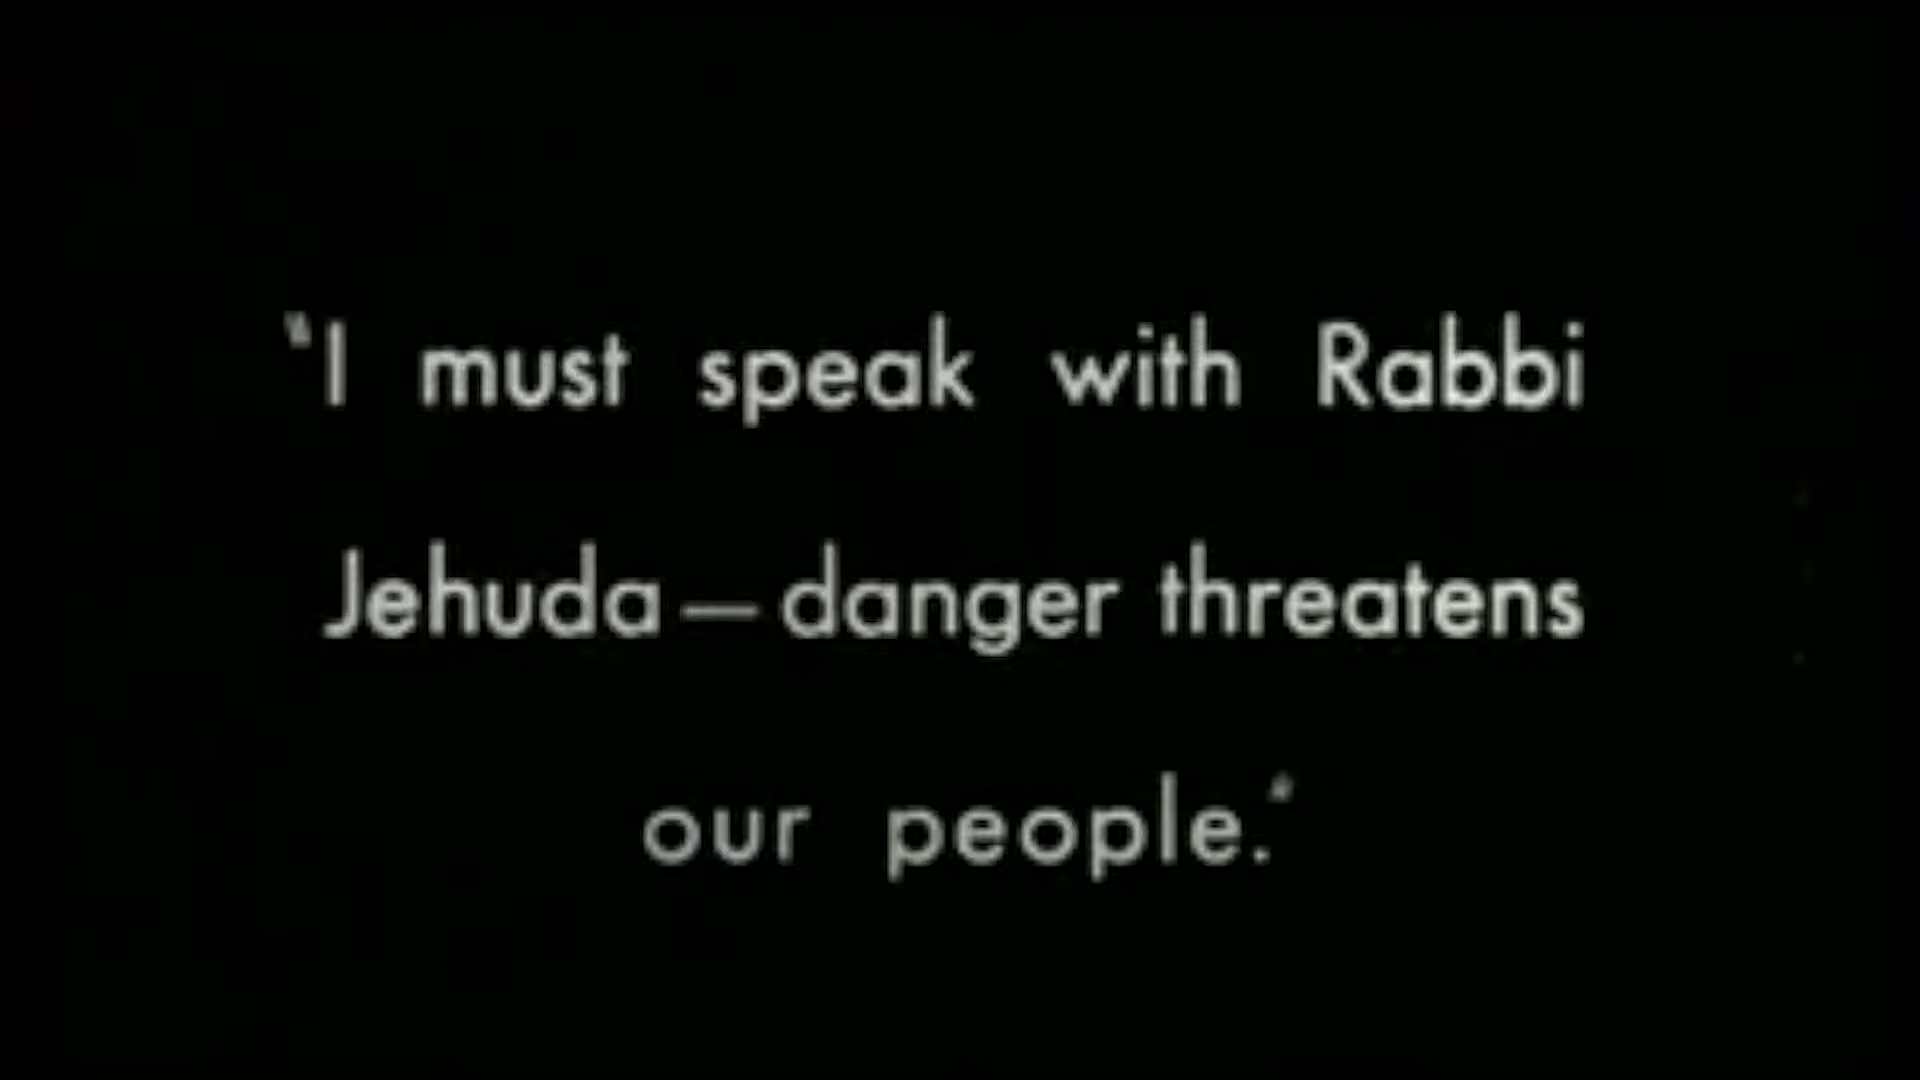 "I must speak with Rabbi
Jehuda — danger threatens
our people."